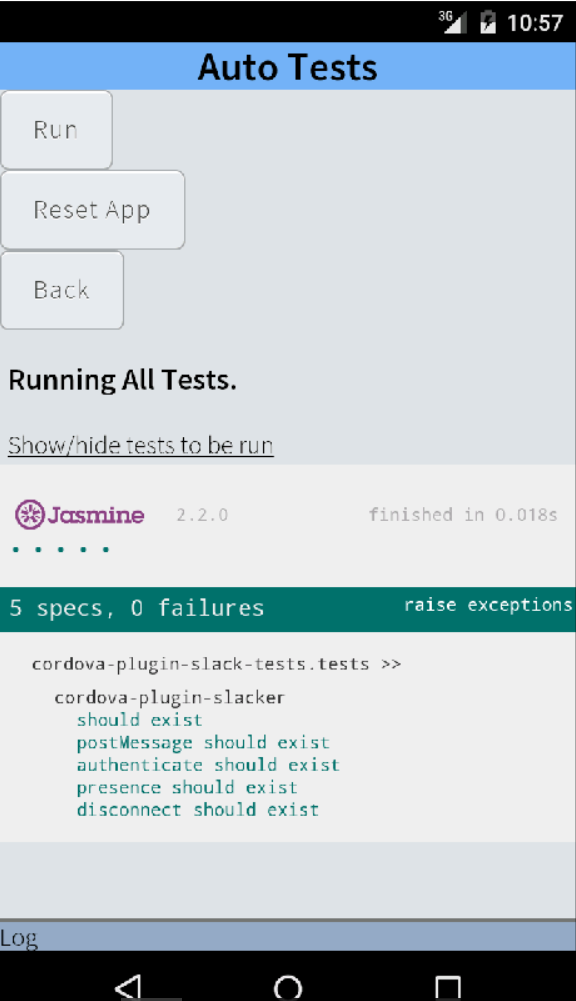 3G 10:57
Auto Tests
Run
Reset App
Back
Running All Tests.
Show/hide tests to be run
Jasmine 2.2.0 finished in 0.018s
5 specs, 0 failures raise exceptions
cordova-plugin-slack-tests.tests >>
cordova-plugin-slacker
should exist
postMessage should exist
authenticate should exist
presence should exist
disconnect should exist
Log